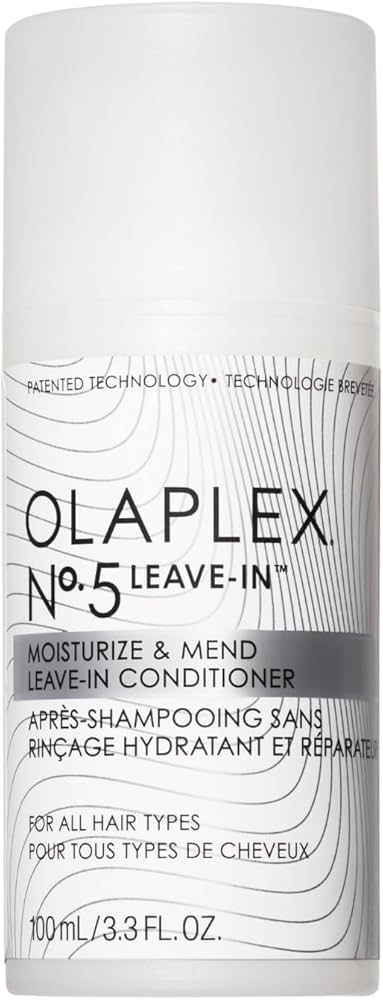 PATENTED TECHNOLOGY • TECHNOLOGIE BREVETÉE
OLAPLEX.
Nº.5 LEAVE-IN™
MOISTURIZE & MEND
LEAVE-IN CONDITIONER
APRÈS-SHAMPOOING SANS
RINÇAGE HYDRATANT ET RÉPARATEUR
FOR ALL HAIR TYPES
POUR TOUS TYPES DE CHEVEUX
100 mL/3.3 FL. OZ.